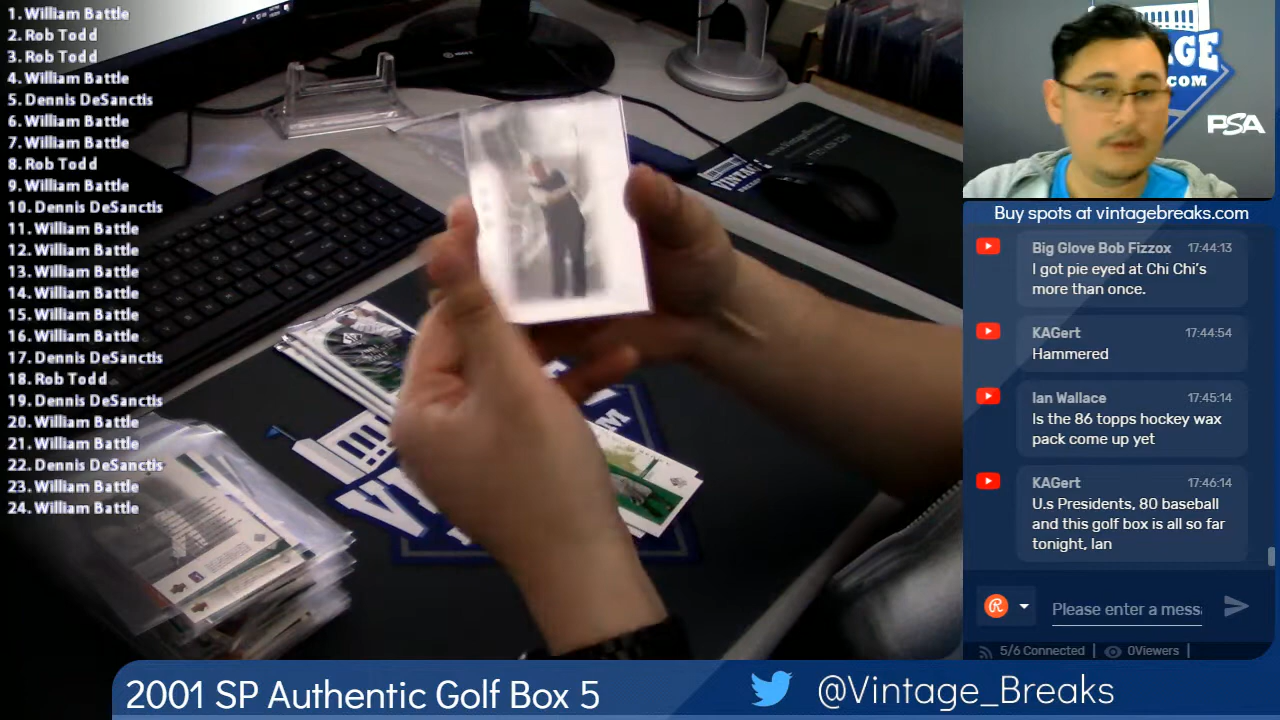 1. William Battle
2. Rob Todd
3. Rob Todd
4. William Battle
5. Dennis DeSanctis
6. William Battle
7. William Battle
8. Rob Todd
9. William Battle
10. Dennis DeSanctis
11. William Battle
12. William Battle
13. William Battle
14. William Battle
15. William Battle
16. William Battle
17. Dennis DeSanctis
18. Rob Todd
19. Dennis DeSanctis
20. William Battle
21. William Battle
22. Dennis DeSanctis
23. William Battle
24. William Battle
PSA
Buy spots at vintagebreaks.com
Big Glove Bob Fizzox 17:44:13
I got pie eyed at Chi Chi's
more than once.
KAGert 17:44:54
Hammered
Ian Wallace 17:45:14
Is the 86 topps hockey wax
pack come up yet
KAGert 17:46:14
U.s Presidents, 80 baseball
and this golf box is all so far
tonight, Ian
Please enter a messa
5/6 Connected | 0Viewers |
2001 SP Authentic Golf Box 5
@Vintage_Breaks